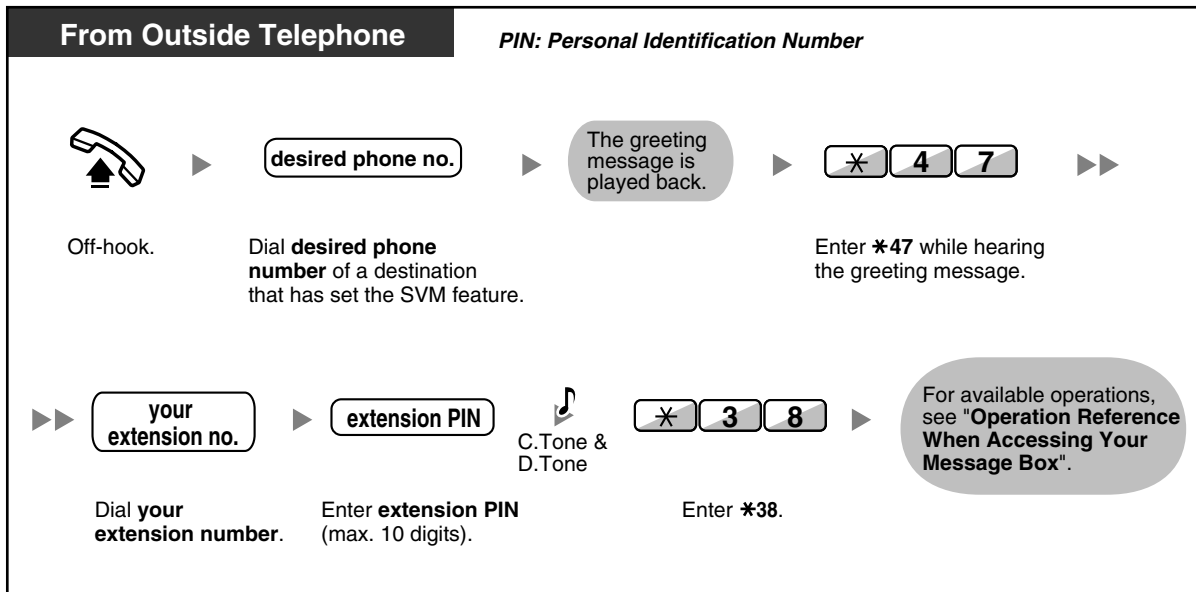 From Outside Telephone
PIN: Personal Identification Number
desired phone no.
The greeting
message is
played back.
* 4 7
Off-hook.
Dial desired phone
number of a destination
that has set the SVM feature.
Enter *47 while hearing
the greeting message.
your
extension no.
extension PIN
C.Tone &
D.Tone
* 3 8
For available operations,
see "Operation Reference
When Accessing Your
Message Box".
Dial your
extension number.
Enter extension PIN
(max. 10 digits).
Enter *38.